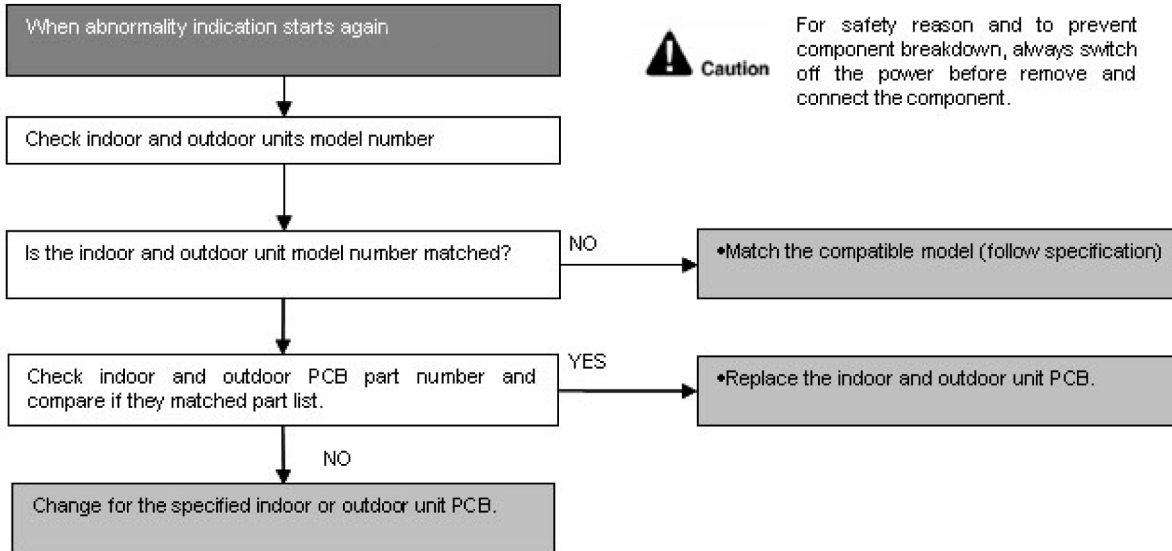 When abnormality indication starts again
Caution
For safety reason and to prevent
component breakdown, always switch
off the power before remove and
connect the component.
Check indoor and outdoor units model number
Is the indoor and outdoor unit model number matched?
NO
•Match the compatible model (follow specification)
Check indoor and outdoor PCB part number and
compare if they matched part list.
YES
•Replace the indoor and outdoor unit PCB.
NO
Change for the specified indoor or outdoor unit PCB.